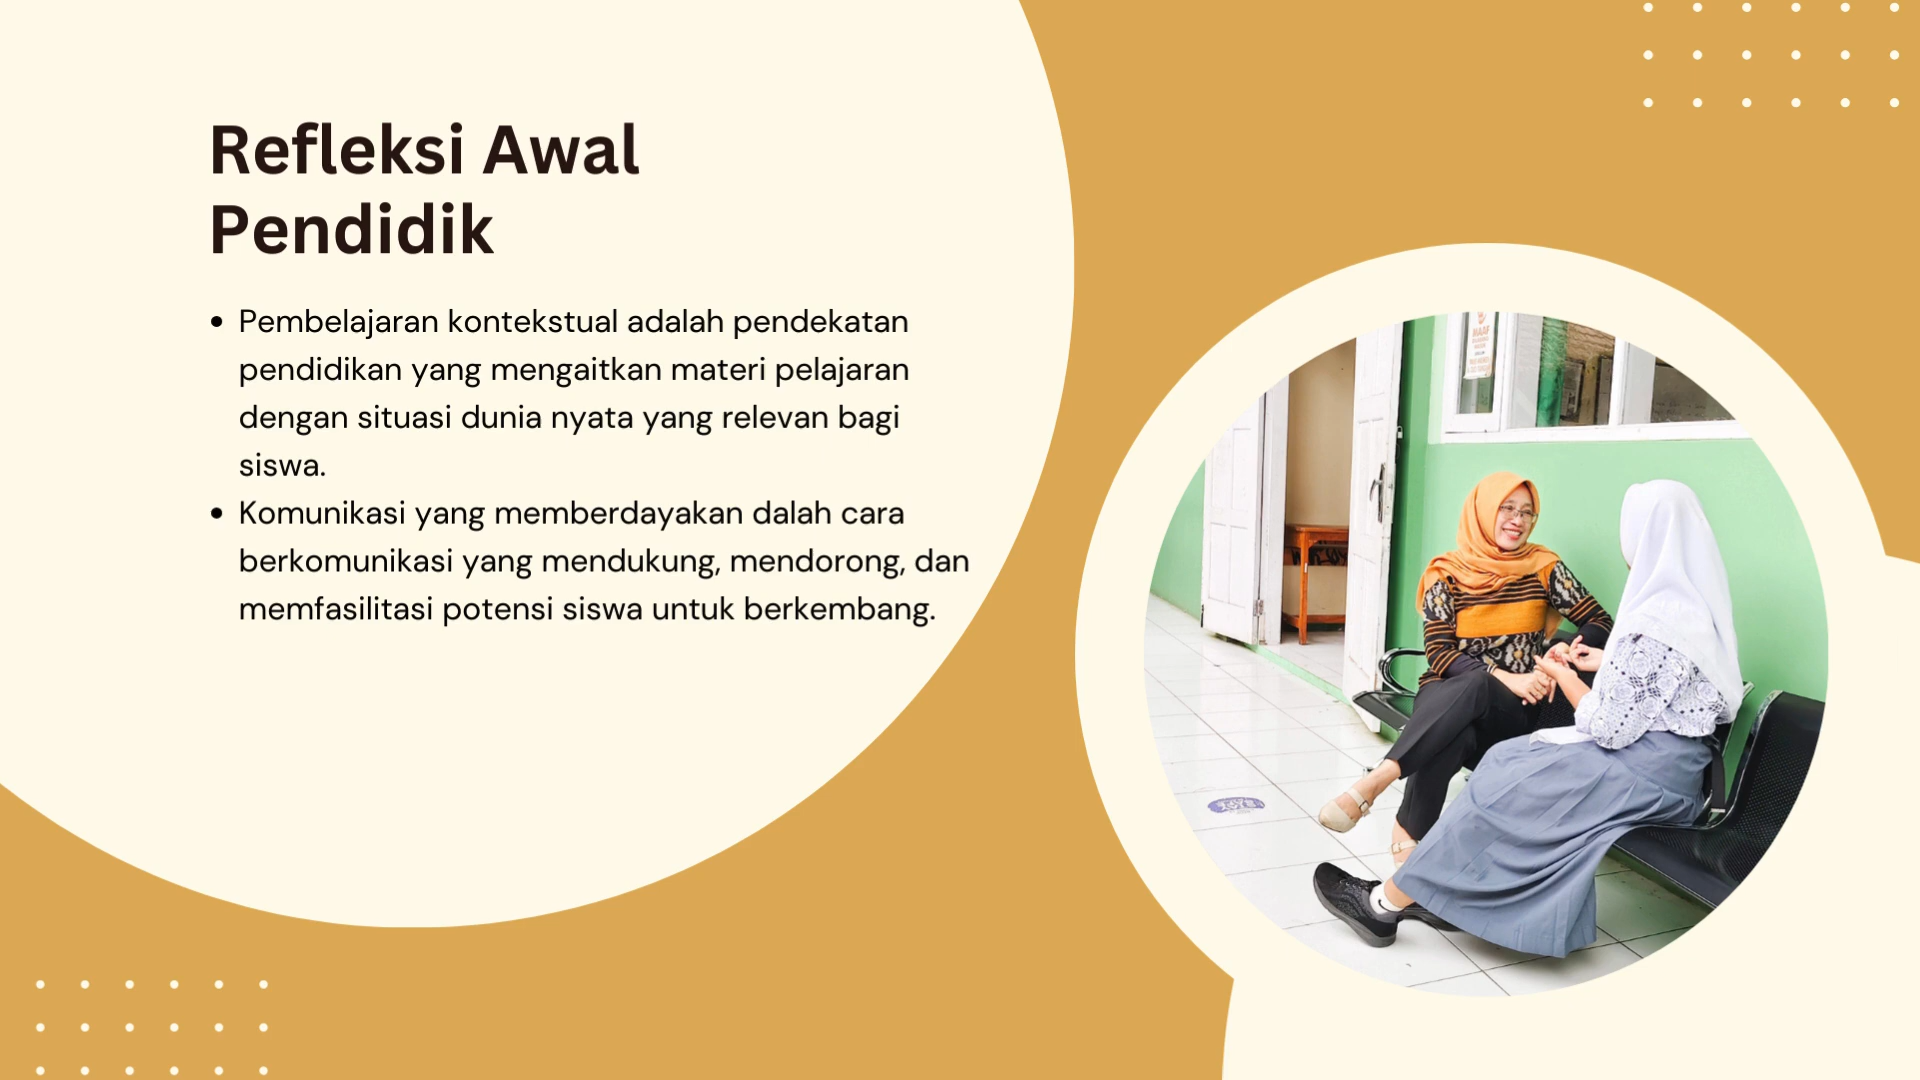 Refleksi Awal
Pendidik
• Pembelajaran kontekstual adalah pendekatan
pendidikan yang mengaitkan materi pelajaran
dengan situasi dunia nyata yang relevan bagi
siswa.
• Komunikasi yang memberdayakan dalah cara
berkomunikasi yang mendukung, mendorong, dan
memfasilitasi potensi siswa untuk berkembang.
MAAF